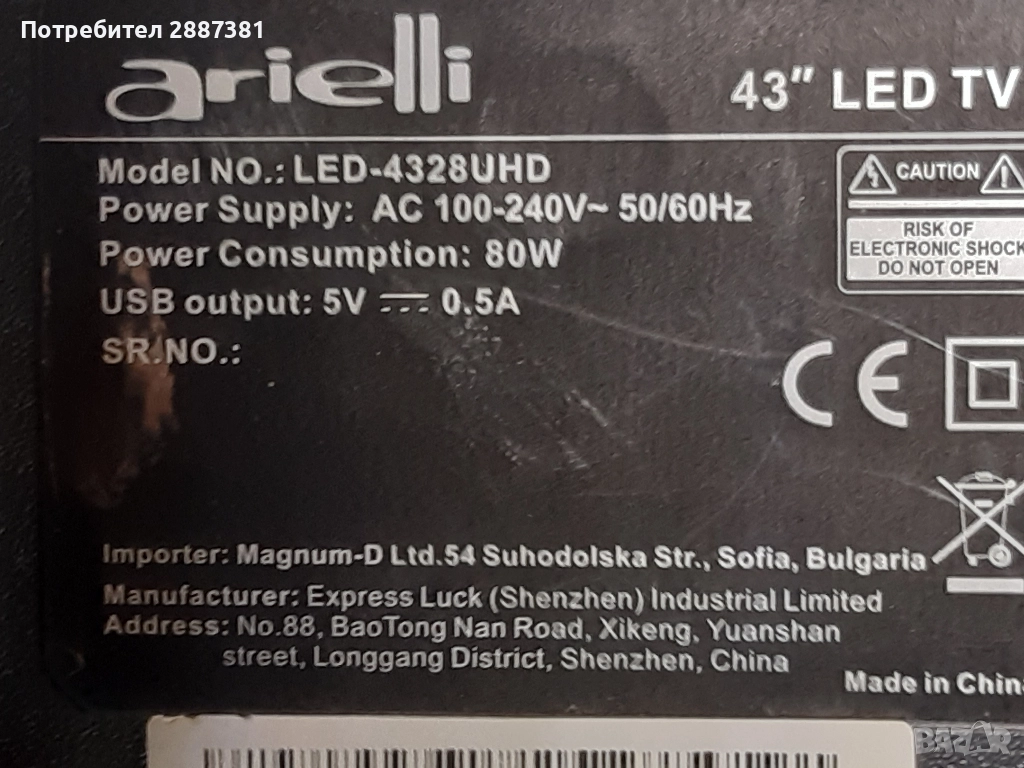 Потребител 2887381
arielli
43" LED TV
Model NO.: LED-4328UHD
Power Supply: AC 100-240V~ 50/60Hz
Power Consumption: 80W
USB output: 5V ⎓ 0.5A
SR.NO.:
CAUTION
RISK OF
ELECTRONIC SHOCK
DO NOT OPEN
CE
Importer: Magnum-D Ltd.54 Suhodolska Str., Sofia, Bulgaria
Manufacturer: Express Luck (Shenzhen) Industrial Limited
Address: No.88, BaoTong Nan Road, Xikeng, Yuanshan
street, Longgang District, Shenzhen, China
Made in China
BAZAR